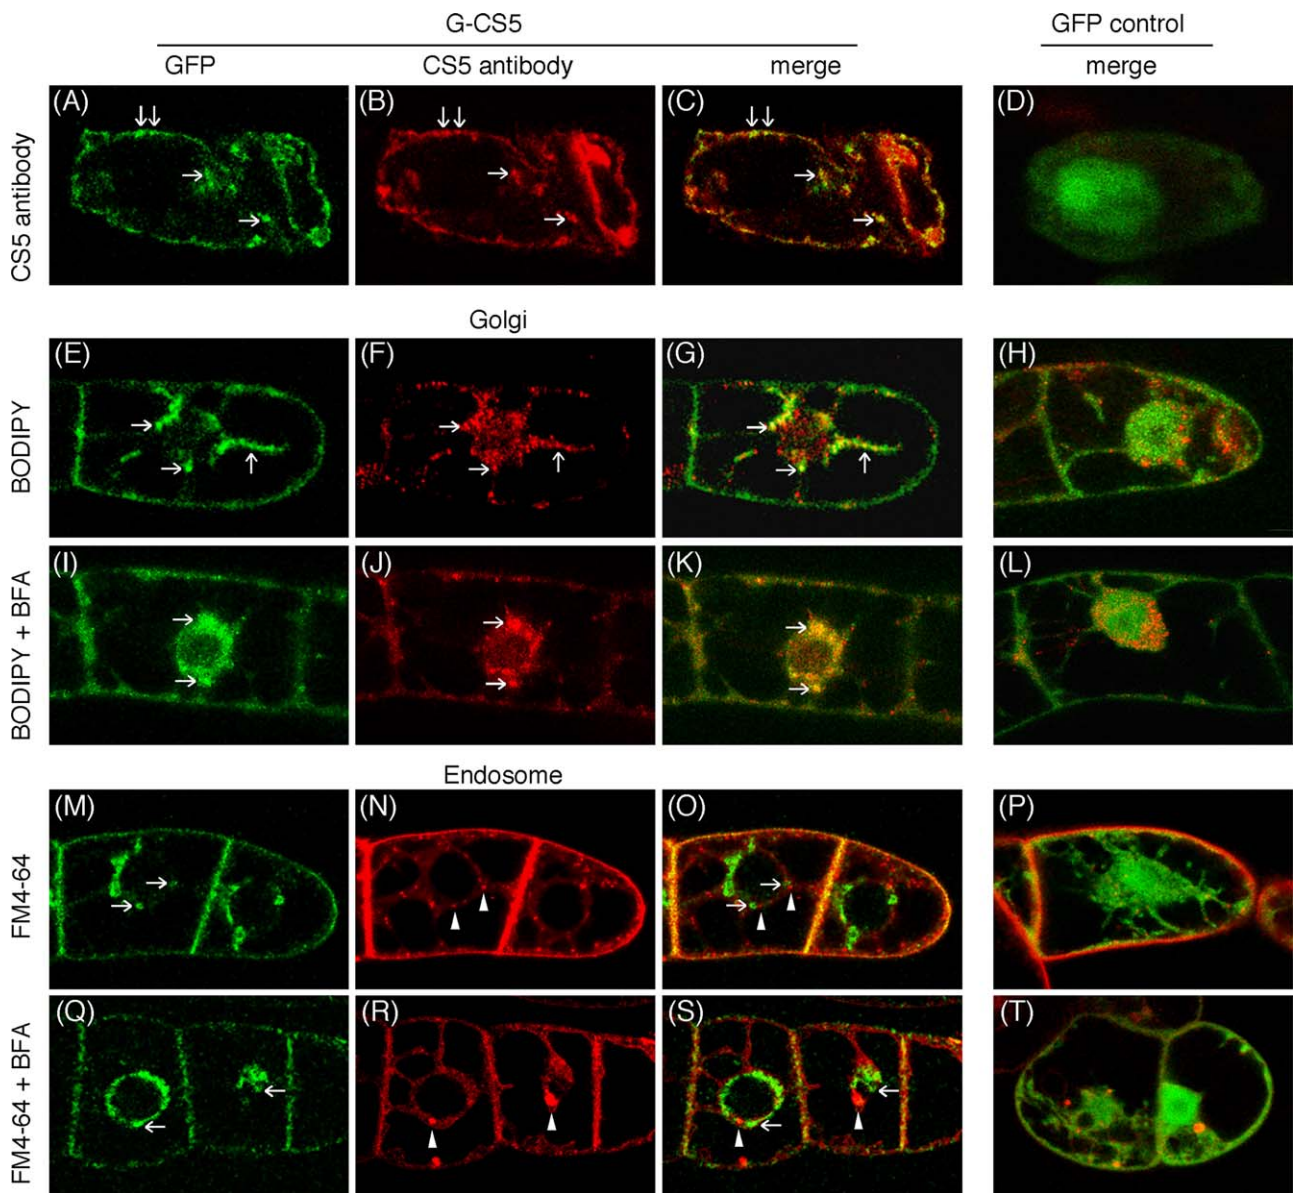 G-CS5 GFP control
GFP CS5 antibody merge merge
CS5 antibody
(A) (B) (C) (D)
Golgi
BODIPY
(E) (F) (G) (H)
BODIPY + BFA
(I) (J) (K) (L)
Endosome
FM4-64
(M) (N) (O) (P)
FM4-64 + BFA
(Q) (R) (S) (T)